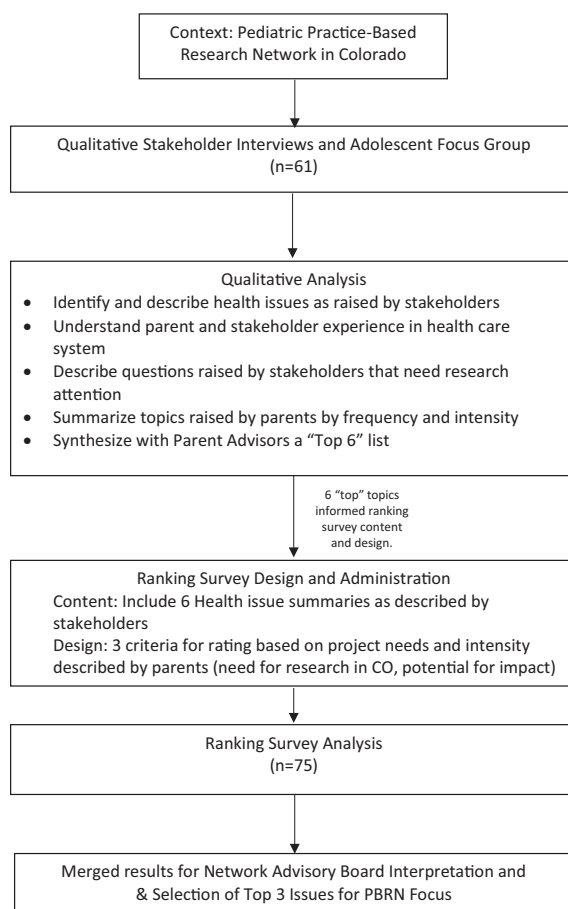 Context: Pediatric Practice-Based
Research Network in Colorado
Qualitative Stakeholder Interviews and Adolescent Focus Group
(n=61)
Qualitative Analysis
• Identify and describe health issues as raised by stakeholders
• Understand parent and stakeholder experience in health care
system
• Describe questions raised by stakeholders that need research
attention
• Summarize topics raised by parents by frequency and intensity
• Synthesize with Parent Advisors a “Top 6” list
6 “top” topics
informed ranking
survey content
and design.
Ranking Survey Design and Administration
Content: Include 6 Health issue summaries as described by
stakeholders
Design: 3 criteria for rating based on project needs and intensity
described by parents (need for research in CO, potential for impact)
Ranking Survey Analysis
(n=75)
Merged results for Network Advisory Board Interpretation and
& Selection of Top 3 Issues for PBRN Focus